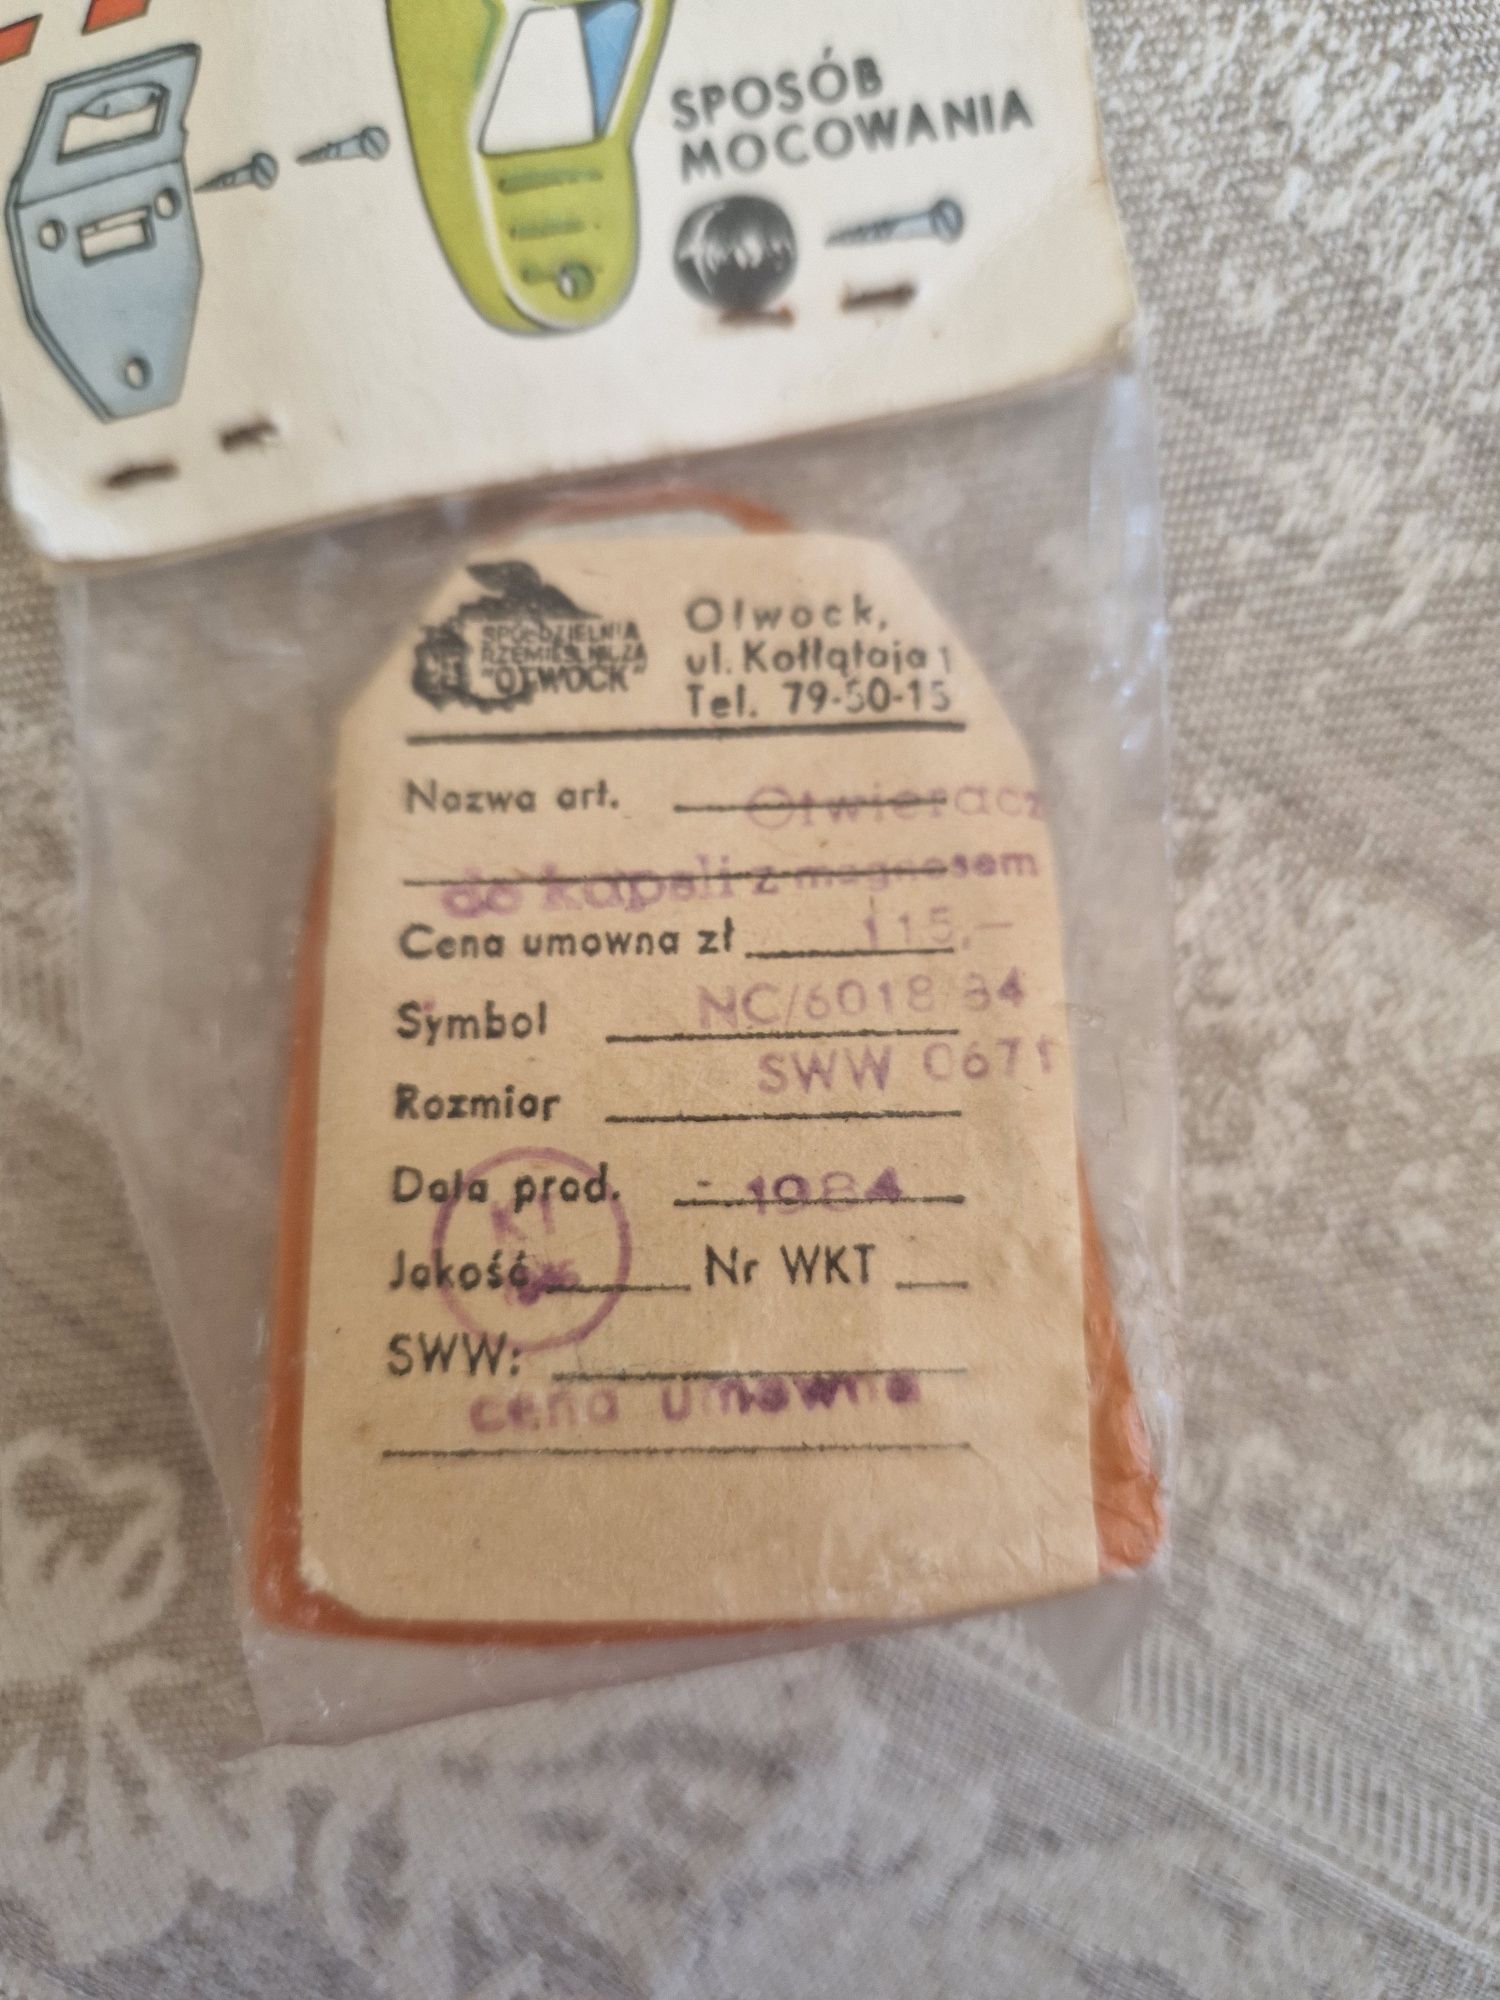 SPOSÓB
MOCOWANIA
SPÓŁDZIELNIA
RZEMIEŚLNICZA
"OTWOCK"
Otwock,
ul. Kołłątaja 1
Tel. 79-50-15
Nazwa art. Otwieracz
do kapsli z magnesem
Cena umowna zł 115,-
Symbol NC/6018 84
SWW 0671
Rozmiar
Data prod. - 1984
KT
Jakość Nr WKT
SWW:
cena umowna